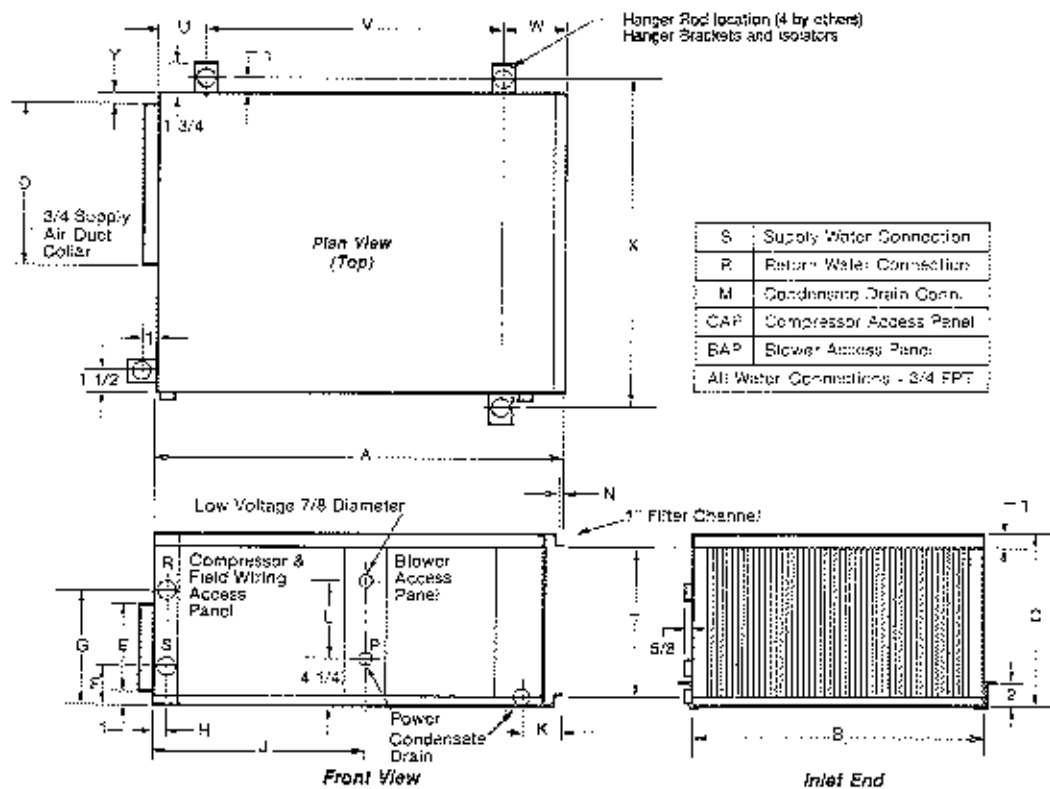 Hanger Rod location (4 by others)
Hanger Brackets and Isolators
U
V
W
Y
1
1 3/4
3/4 Supply
Air Duct
Collar
Plan View
(Top)
X
1
1 1/2
S Supply Water Connection
R Return Water Connection
M Condensate Drain Conn.
CAP Compressor Access Panel
BAP Blower Access Panel
All Water Connections - 3/4 FPT
A
N
Low Voltage 7/8 Diameter
1" Filter Channel
1
R
Compressor &
Field Wiring
Access
Panel
Blower
Access
Panel
G
E
S
L
P
T
4 1/4
5/8
D
2
1
H
J
Power
Condensate
Drain
K
B
Front View
Inlet End